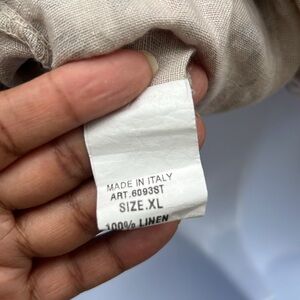 MADE IN ITALY
ART.6093ST
SIZE.XL
100% LINEN